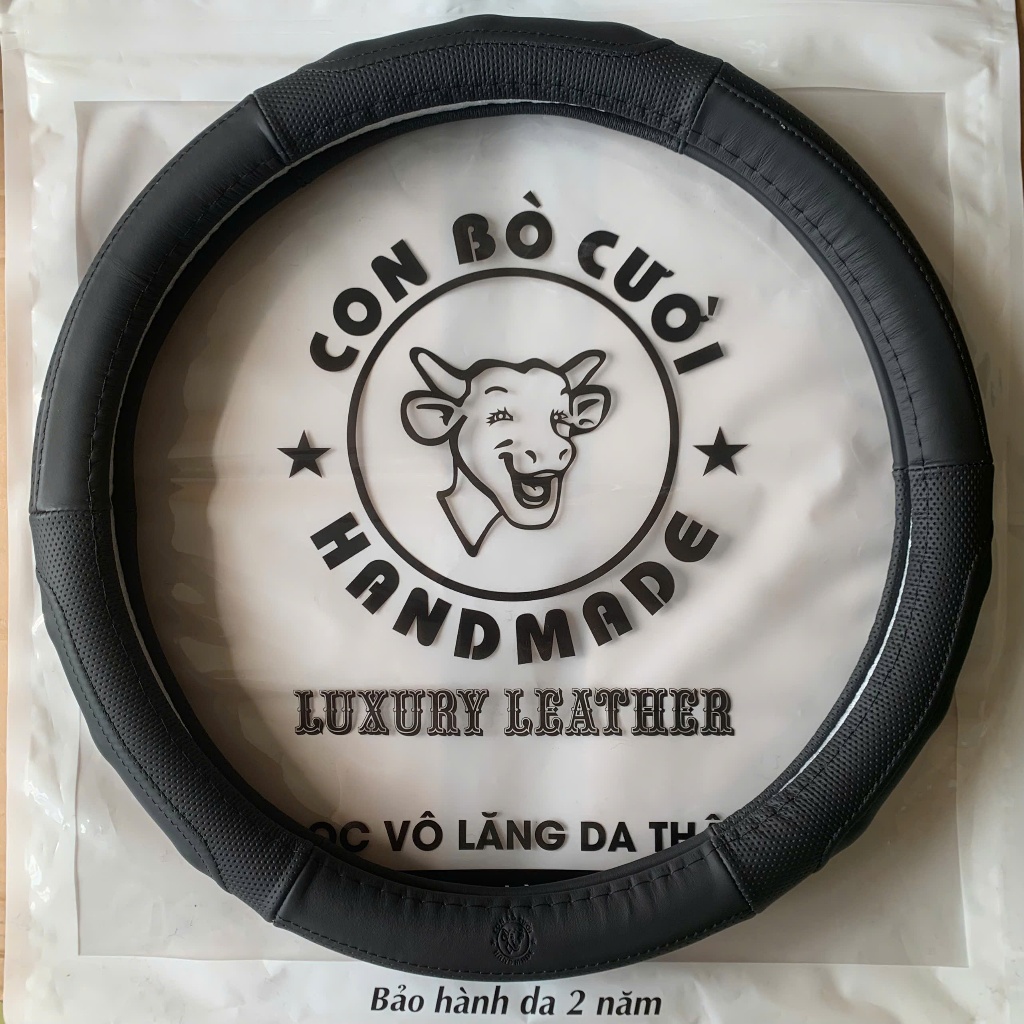 CON BÒ CƯỜI
HANDMADE
LUXURY LEATHER
VÔ LĂNG DA
Bảo hành da 2 năm